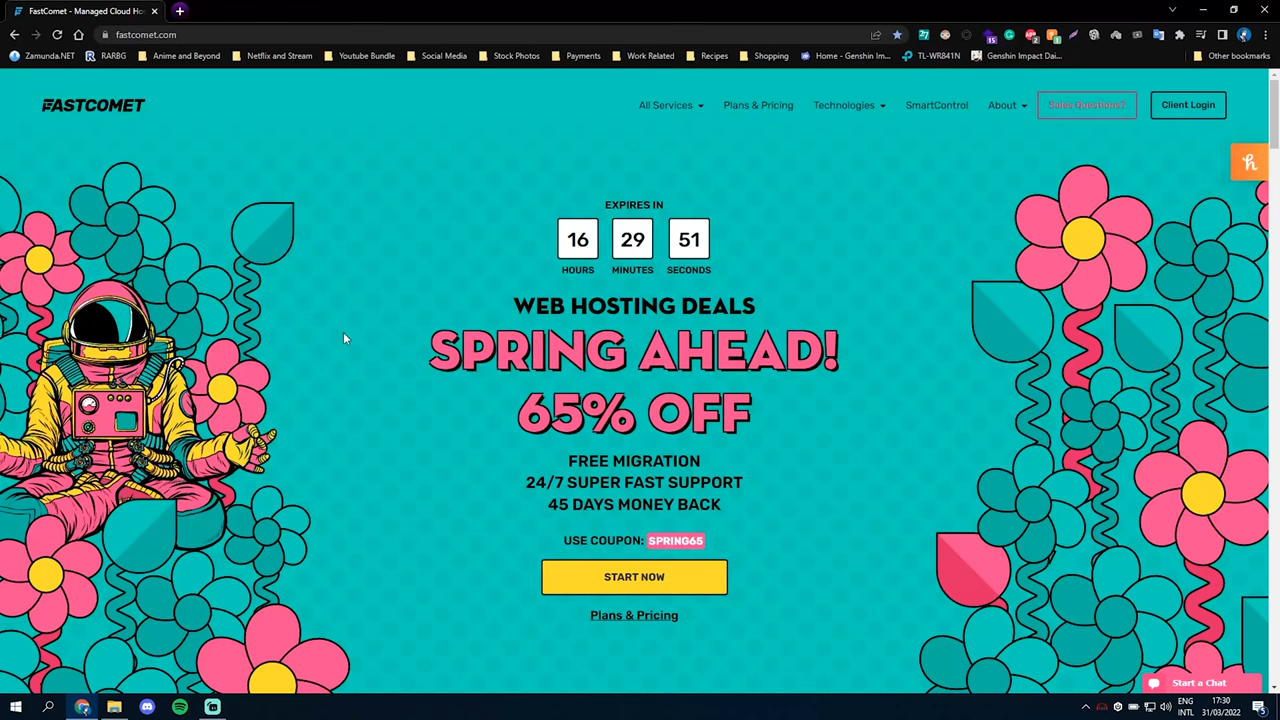 FastComet - Managed Cloud Ho
fastcomet.com
Zamunda.NET
RARBG
Anime and Beyond
Netflix and Stream
Youtube Bundle
Social Media
Stock Photos
Payments
Work Related
Recipes
Shopping
Home - Genshin Im...
TL-WR841N
Genshin Impact Dai...
Other bookmarks
FASTCOMET
All Services
Plans & Pricing
Technologies
SmartControl
About
Sales Questions?
Client Login
EXPIRES IN
16 29 51
HOURS MINUTES SECONDS
WEB HOSTING DEALS
SPRING AHEAD!
65% OFF
FREE MIGRATION
24/7 SUPER FAST SUPPORT
45 DAYS MONEY BACK
USE COUPON: SPRING65
START NOW
Plans & Pricing
Start a Chat
ENG
INTL
17:30
31/03/2022